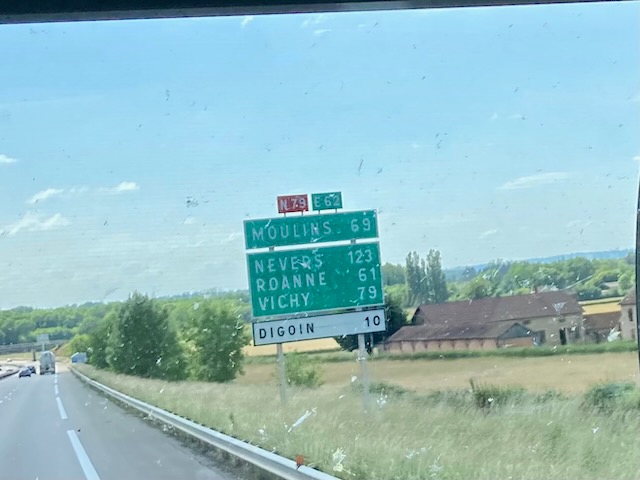 N 79 E 62
MOULINS 69
NEVERS 123
ROANNE 61
VICHY 79
DIGOIN 10